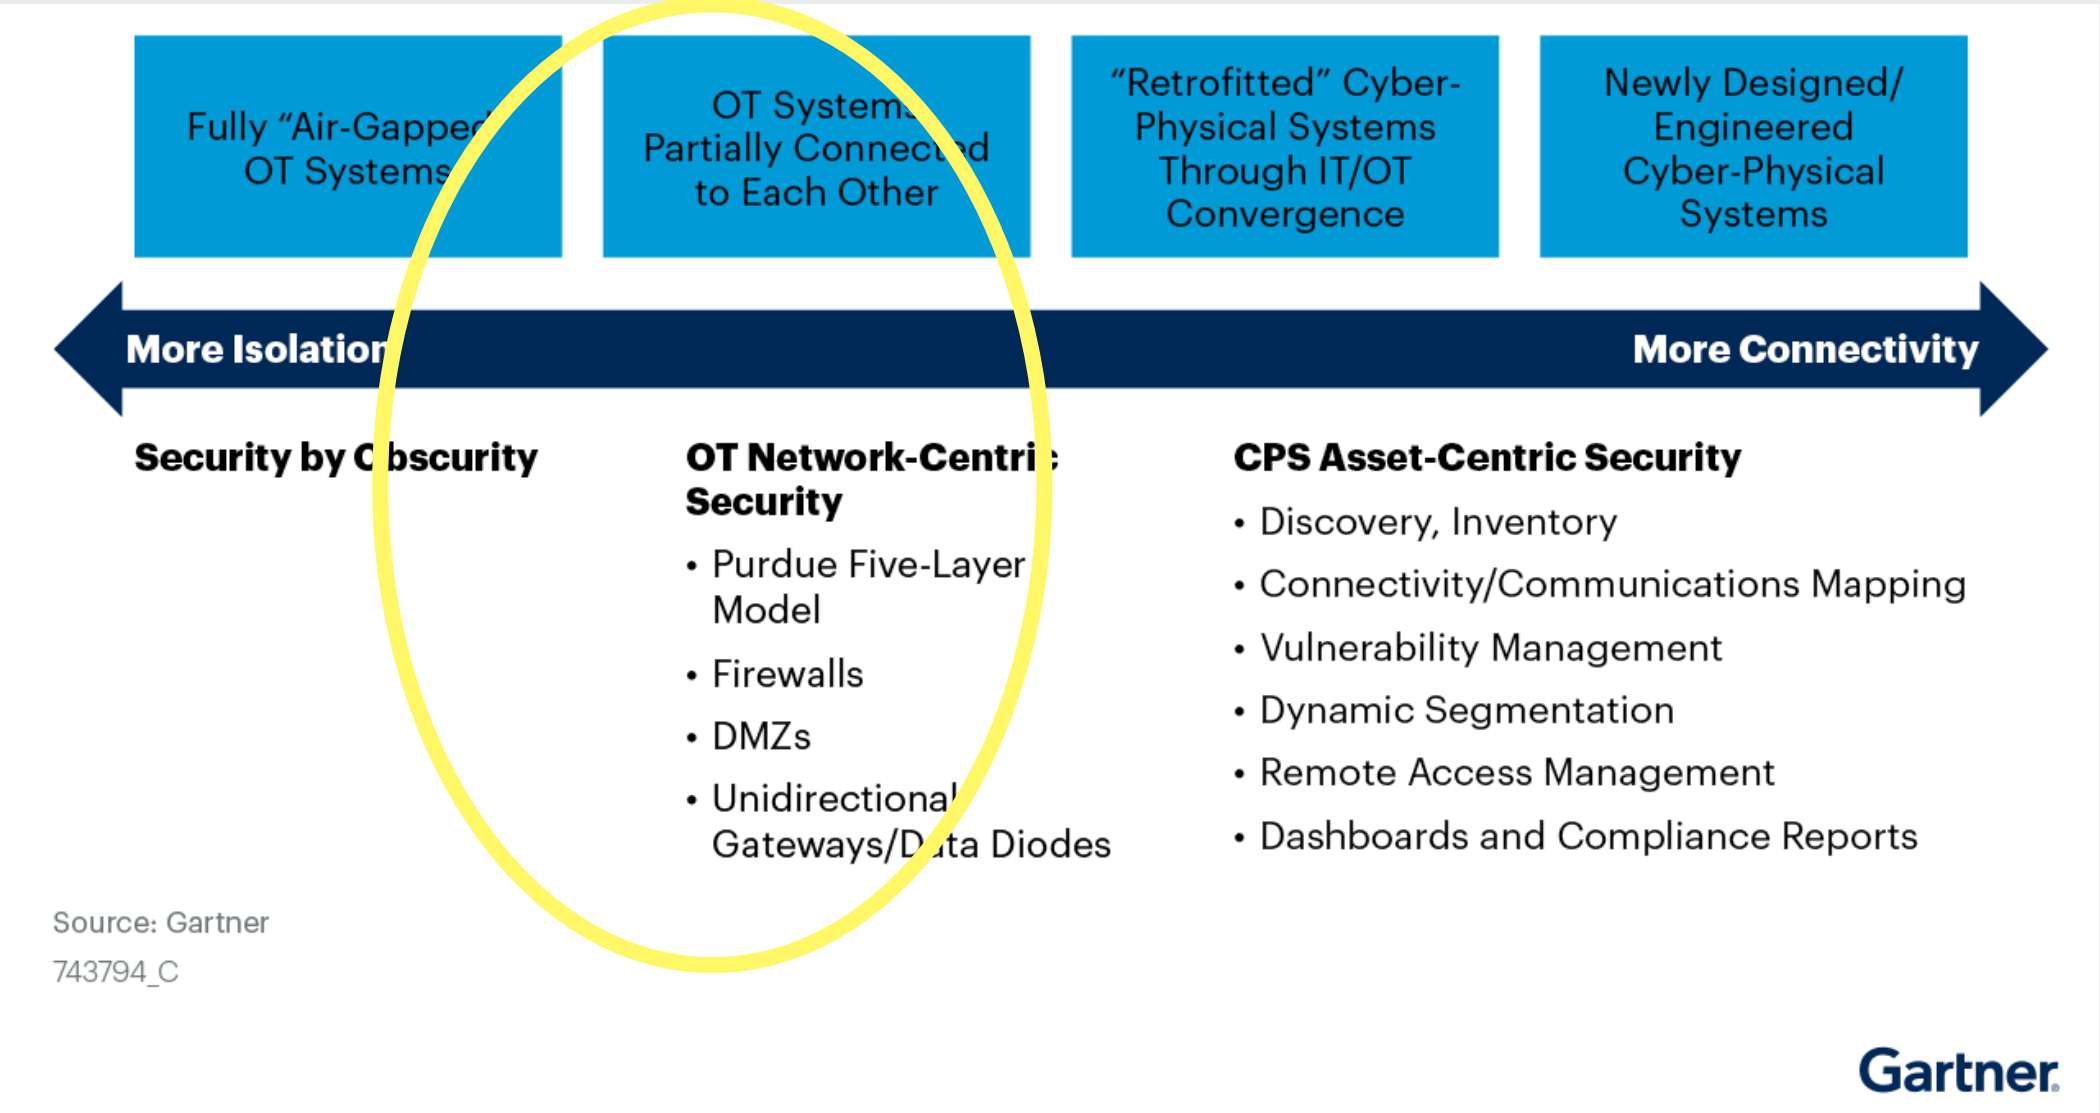 Fully “Air-Gapped”
OT Systems
OT Systems
Partially Connected
to Each Other
“Retrofitted” Cyber-
Physical Systems
Through IT/OT
Convergence
Newly Designed/
Engineered
Cyber-Physical
Systems
More Isolation
More Connectivity
Security by Obscurity
OT Network-Centric
Security
• Purdue Five-Layer
Model
• Firewalls
• DMZs
• Unidirectional
Gateways/Data Diodes
CPS Asset-Centric Security
• Discovery, Inventory
• Connectivity/Communications Mapping
• Vulnerability Management
• Dynamic Segmentation
• Remote Access Management
• Dashboards and Compliance Reports
Source: Gartner
743794_C
Gartner